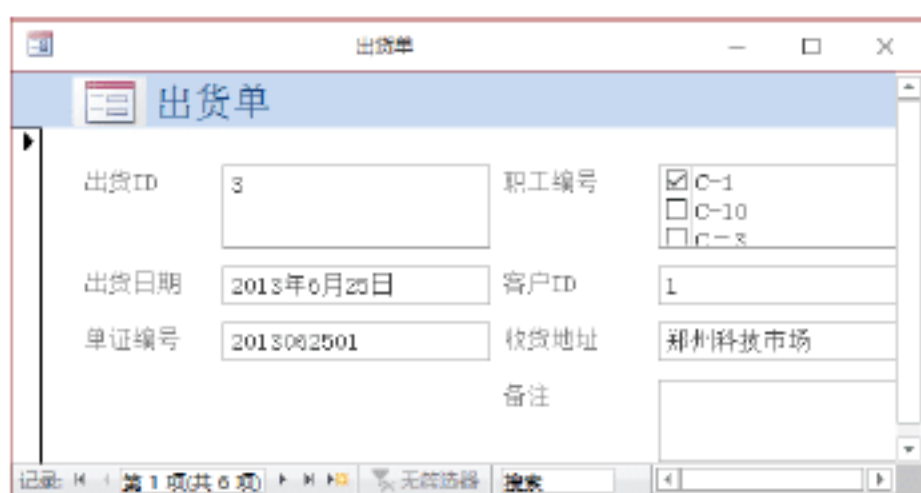 出货单
出货单
出货ID 3 职工编号 C-1
C-10
C-3
出货日期 2013年6月25日 客户ID 1
单证编号 2013062501 收货地址 郑州科技市场
备注
记录: 第 1 项(共 6 项) 无筛选器 搜索